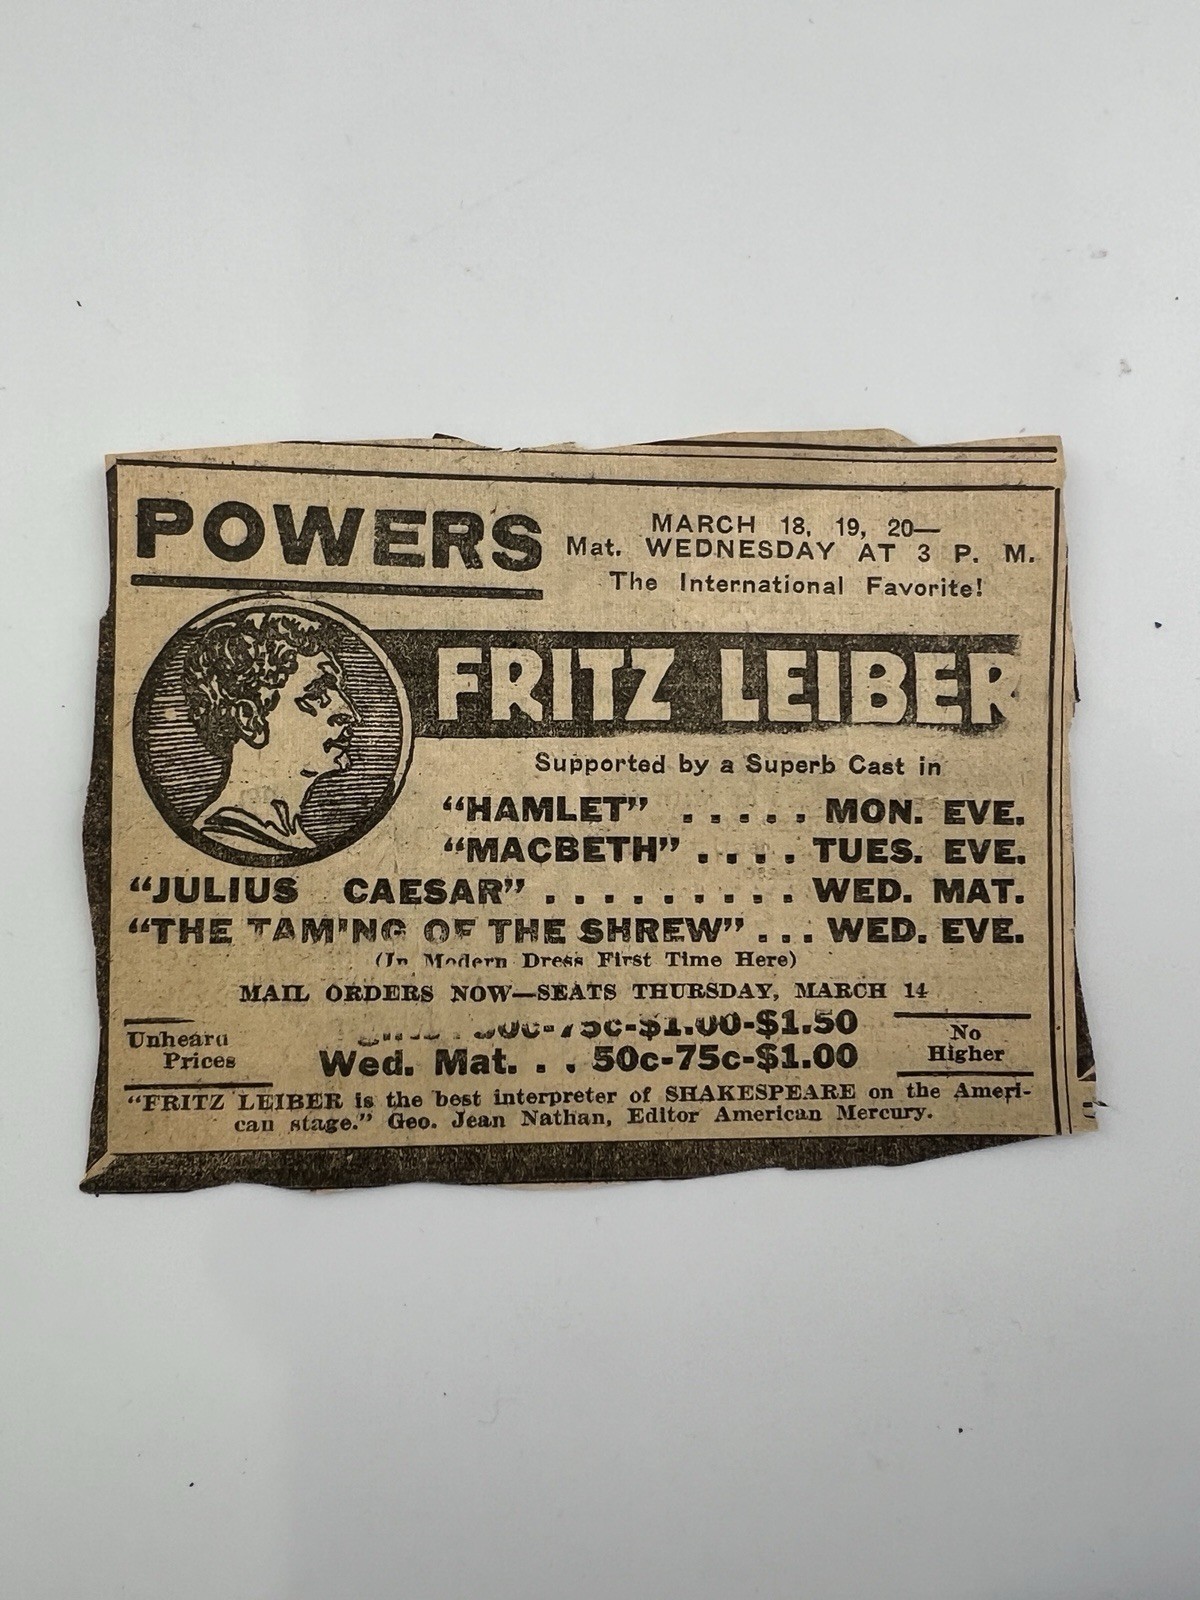 POWERS
MARCH 18, 19, 20—
Mat. WEDNESDAY AT 3 P. M.
The International Favorite!
FRITZ LEIBER
Supported by a Superb Cast in
"HAMLET" . . . . . MON. EVE.
"MACBETH" . . . . TUES. EVE.
"JULIUS CAESAR" . . . . . . . . . WED. MAT.
"THE TAMING OF THE SHREW" . . . WED. EVE.
(In Modern Dress First Time Here)
MAIL ORDERS NOW—SEATS THURSDAY, MARCH 14
Unheard
Prices
50c-75c-$1.00-$1.50
Wed. Mat. . . 50c-75c-$1.00
No
Higher
"FRITZ LEIBER is the best interpreter of SHAKESPEARE on the Ameri-
can stage." Geo. Jean Nathan, Editor American Mercury.